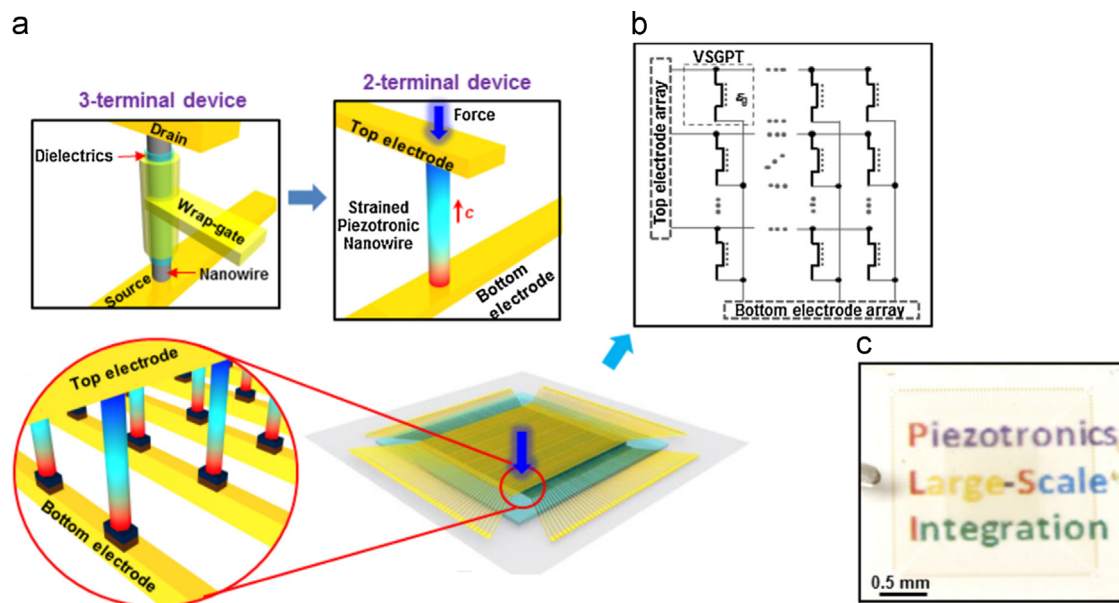 a
3-terminal device
Drain
Dielectrics
Wrap-gate
Nanowire
Source
2-terminal device
Force
Top electrode
Strained
Piezotronic
Nanowire
c
Bottom
electrode
Top electrode
Bottom electrode
b
VSGPT
εg
Top electrode array
Bottom electrode array
c
Piezotronics
Large-Scale
Integration
0.5 mm